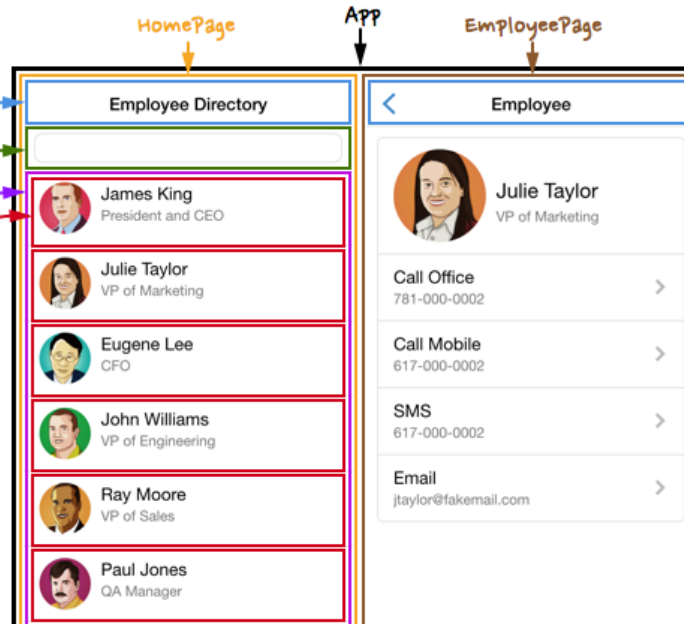 App
HomePage
EmployeePage
Employee Directory
James King
President and CEO
Julie Taylor
VP of Marketing
Eugene Lee
CFO
John Williams
VP of Engineering
Ray Moore
VP of Sales
Paul Jones
QA Manager
Employee
Julie Taylor
VP of Marketing
Call Office
781-000-0002
Call Mobile
617-000-0002
SMS
617-000-0002
Email
jtaylor@fakemail.com